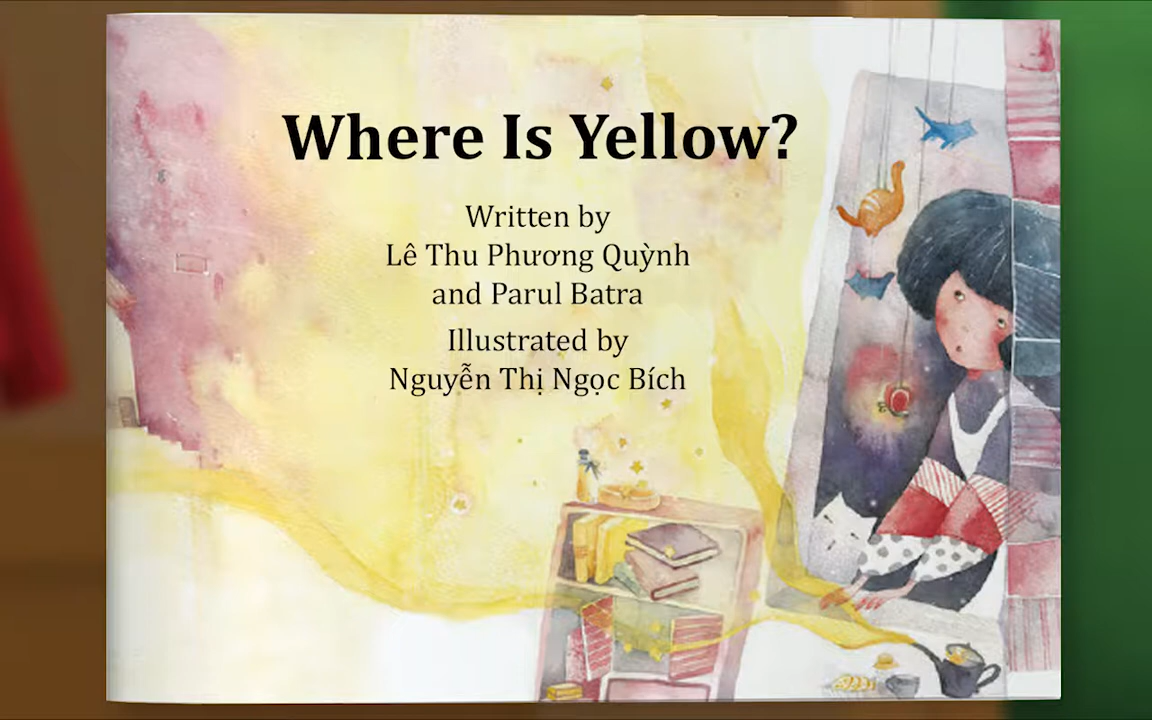 Where Is Yellow?
Written by
Lê Thu Phương Quỳnh
and Parul Batra
Illustrated by
Nguyễn Thị Ngọc Bích